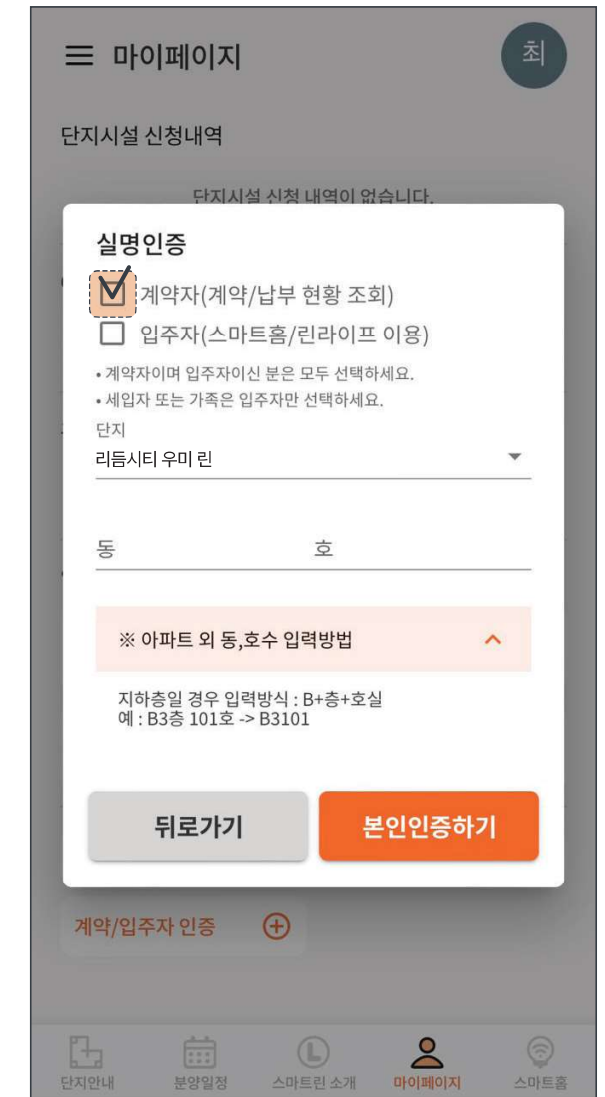 마이페이지
최
단지시설 신청내역
단지시설 신청 내역이 없습니다.
실명인증
계약자(계약/납부 현황 조회)
입주자(스마트홈/린라이프 이용)
• 계약자이며 입주자이신 분은 모두 선택하세요.
• 세입자 또는 가족은 입주자만 선택하세요.
단지
리듬시티 우미 린
동 호
※ 아파트 외 동,호수 입력방법
지하층일 경우 입력방식 : B+층+호실
예 : B3층 101호 -> B3101
뒤로가기 본인인증하기
계약/입주자 인증
단지안내 분양일정 스마트린 소개 마이페이지 스마트홈